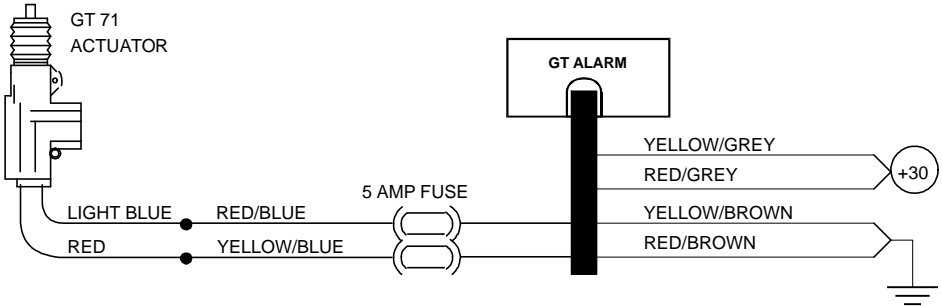 GT 71
ACTUATOR
GT ALARM
YELLOW/GREY
RED/GREY
+30
5 AMP FUSE
LIGHT BLUE
RED/BLUE
YELLOW/BROWN
RED
YELLOW/BLUE
RED/BROWN